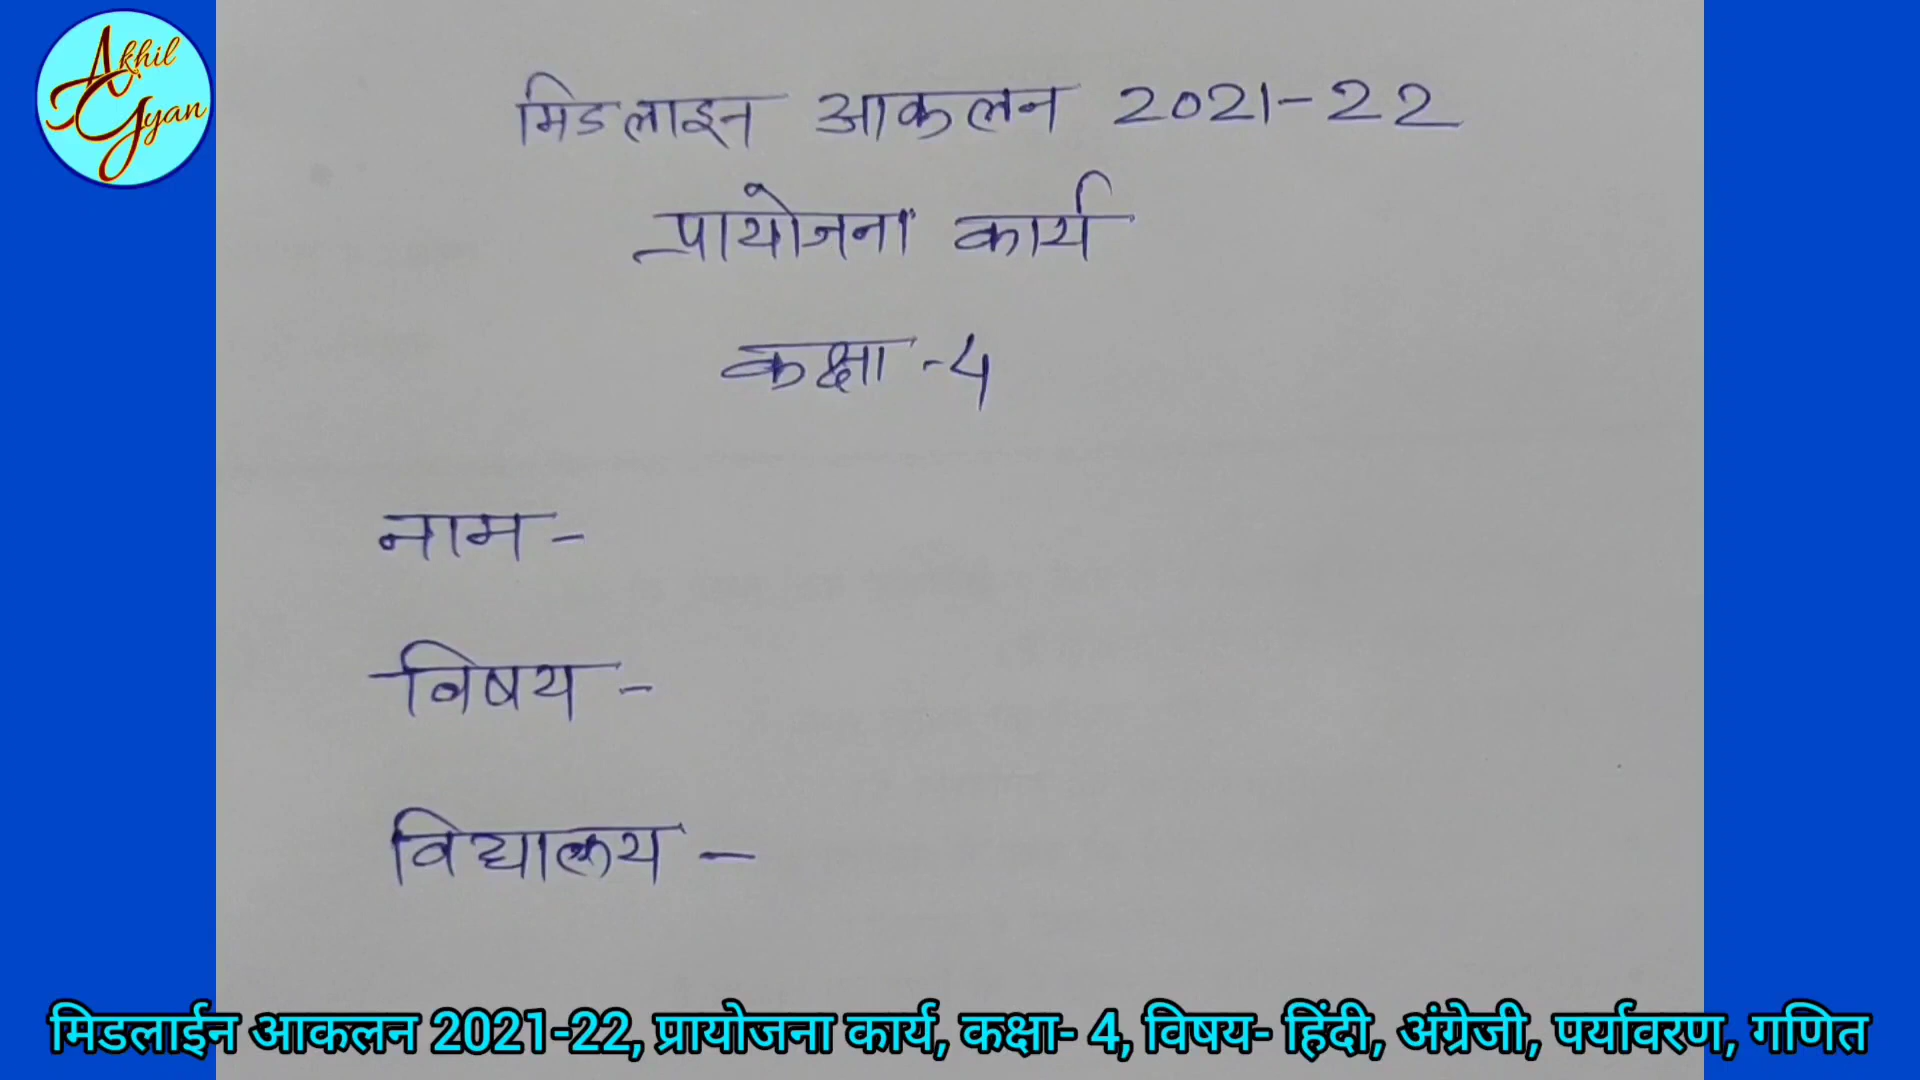 Akhil
Gyan
मिडलाइन आकलन 2021-22
प्रायोजना कार्य
कक्षा -4
नाम -
विषय -
विद्यालय -
मिडलाईन आकलन 2021-22, प्रायोजना कार्य, कक्षा- 4, विषय- हिंदी, अंग्रेजी, पर्यावरण, गणित